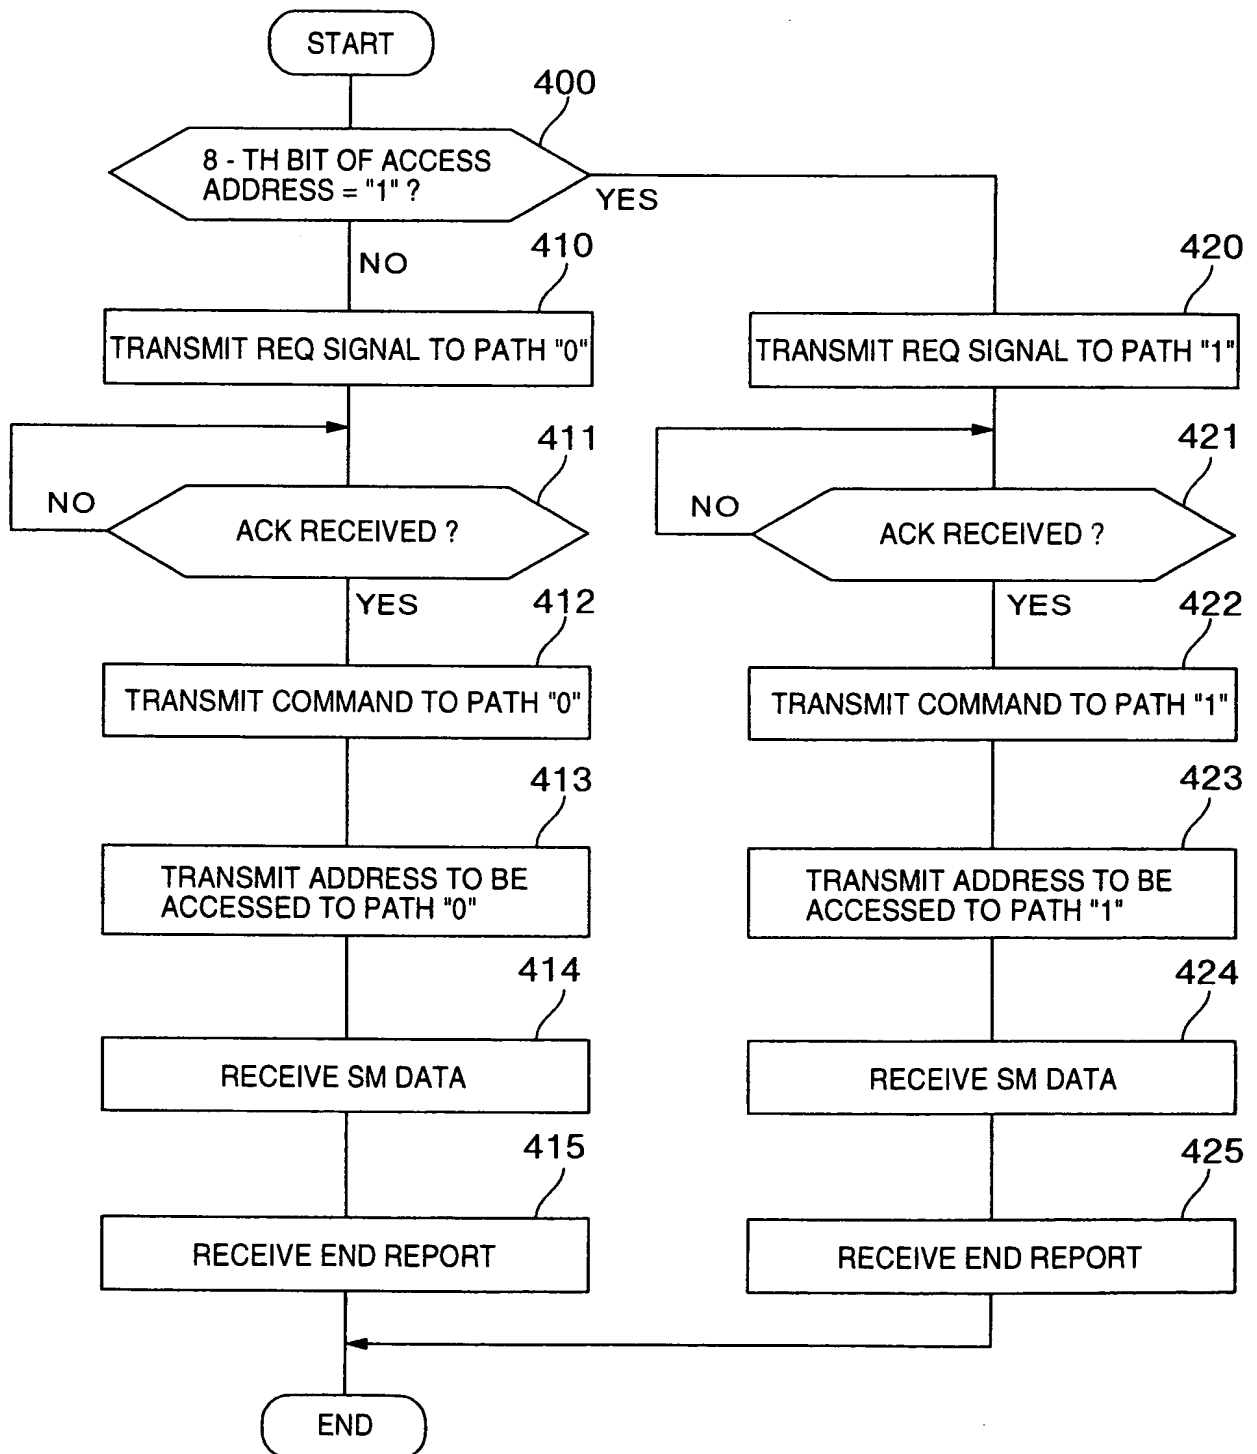 START
400
8 - TH BIT OF ACCESS
ADDRESS = "1" ?
YES
NO
410
TRANSMIT REQ SIGNAL TO PATH "0"
420
TRANSMIT REQ SIGNAL TO PATH "1"
411
NO
ACK RECEIVED ?
YES
421
NO
ACK RECEIVED ?
YES
412
TRANSMIT COMMAND TO PATH "0"
422
TRANSMIT COMMAND TO PATH "1"
413
TRANSMIT ADDRESS TO BE
ACCESSED TO PATH "0"
423
TRANSMIT ADDRESS TO BE
ACCESSED TO PATH "1"
414
RECEIVE SM DATA
424
RECEIVE SM DATA
415
RECEIVE END REPORT
425
RECEIVE END REPORT
END